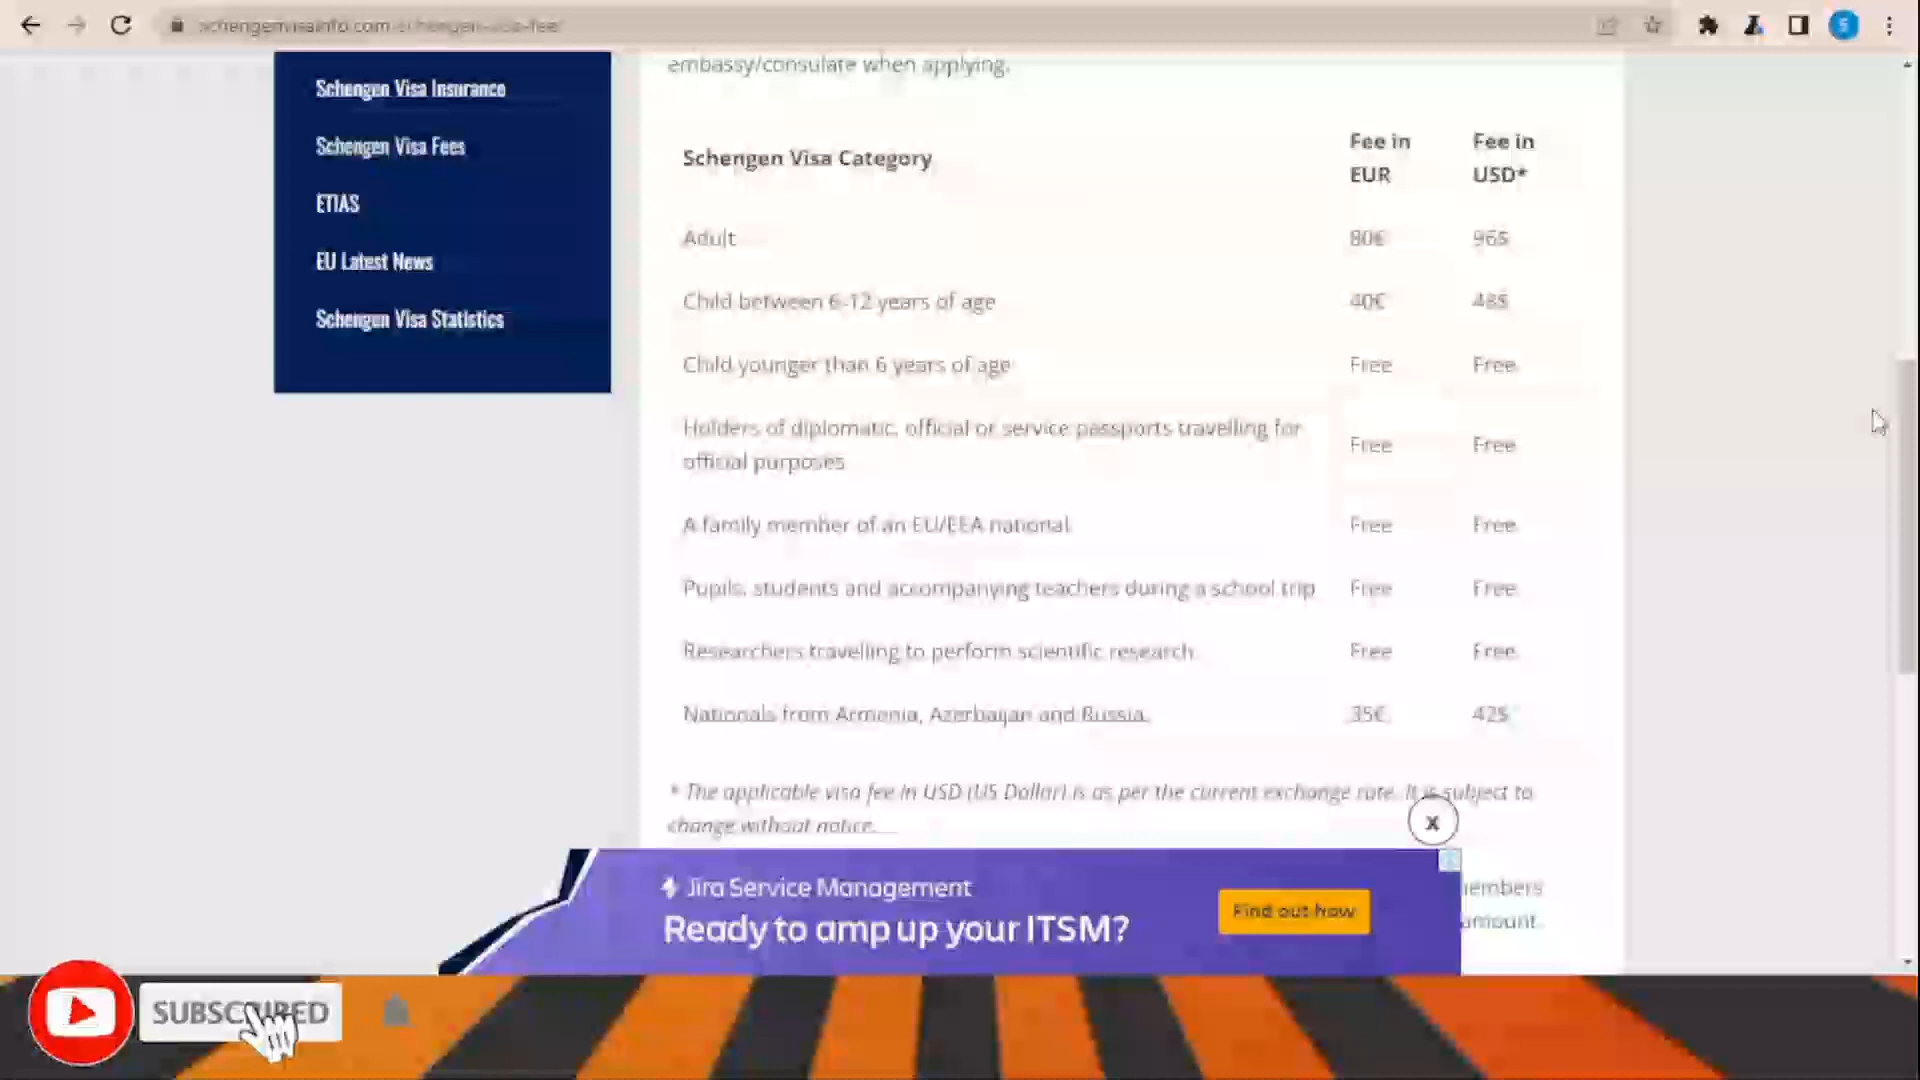 schengenvisainfo.com/schengen-visa-fee/
S
embassy/consulate when applying.
Schengen Visa Insurance
Schengen Visa Fees
ETIAS
EU Latest News
Schengen Visa Statistics
Schengen Visa Category Fee in EUR Fee in USD*
Adult 80€ 96$
Child between 6-12 years of age 40€ 48$
Child younger than 6 years of age Free Free
Holders of diplomatic, official or service passports travelling for
official purposes Free Free
A family member of an EU/EEA national Free Free
Pupils, students and accompanying teachers during a school trip Free Free
Researchers travelling to perform scientific research Free Free
Nationals from Armenia, Azerbaijan and Russia. 35€ 42$
* The applicable visa fee in USD (US Dollar) is as per the current exchange rate. It is subject to
change without notice.
x
Jira Service Management
Ready to amp up your ITSM?
Find out how
amount.
SUBSCRIBED